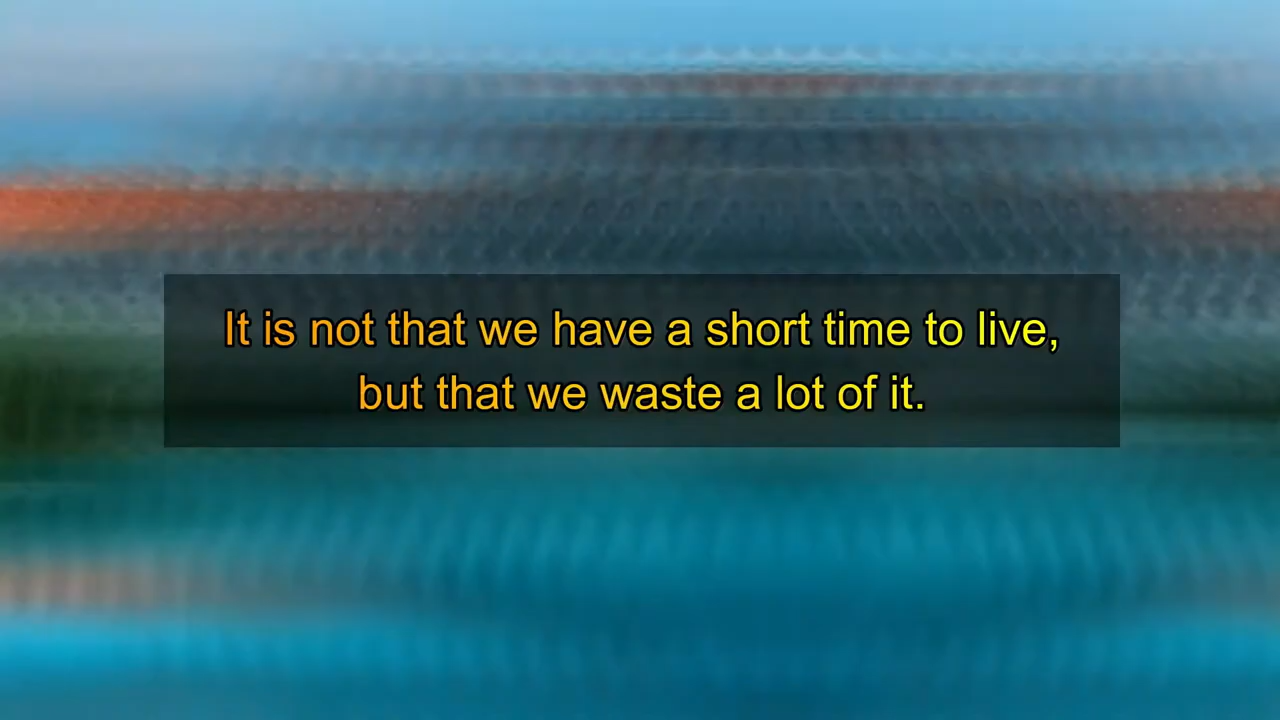 It is not that we have a short time to live,
but that we waste a lot of it.